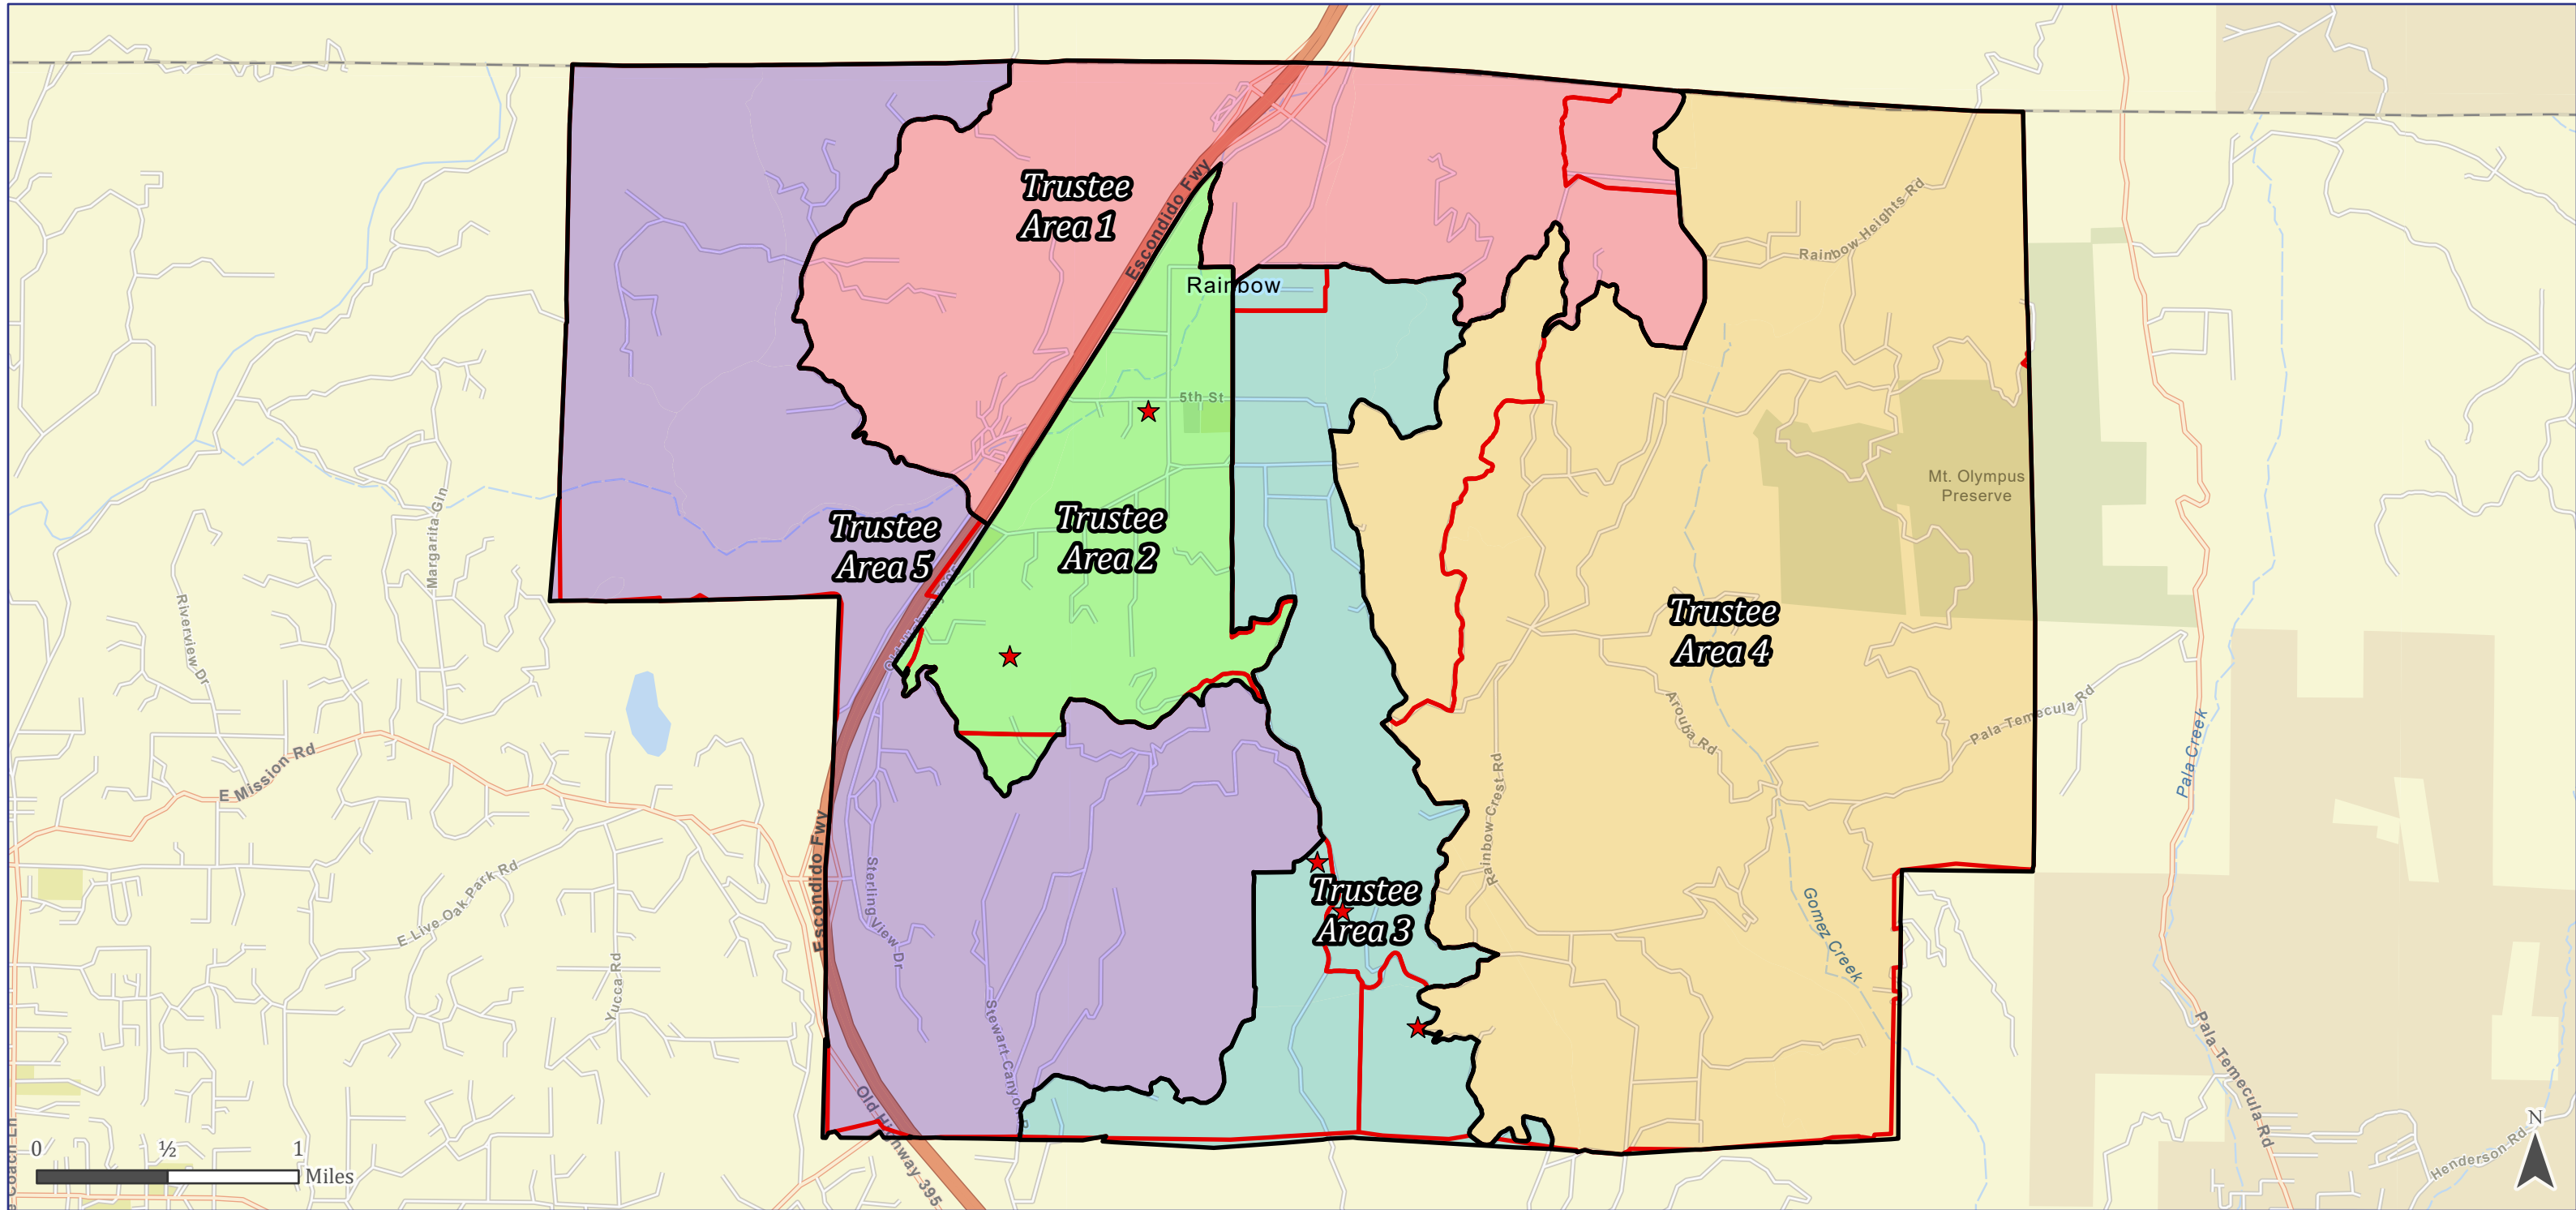 Escondido Fwy
Trustee
Area 1
Rainbow Heights Rd
Rainbow
5th St
Mt. Olympus
Preserve
Margarita Gln
Trustee
Area 5
Trustee
Area 2
Riverview Dr
Trustee
Area 4
Arouba Rd
Pala Temecula Rd
Pala Creek
E Mission Rd
Rainbow Crest Rd
Escondido Fwy
Sterling View Dr
E Live Oak Park Rd
Trustee
Area 3
Gomez Creek
Yucca Rd
Stewart Canyon
Pala Temecula Rd
Old Highway 395
Henderson Rd
N
0 ½ 1
Miles
Coach Ln